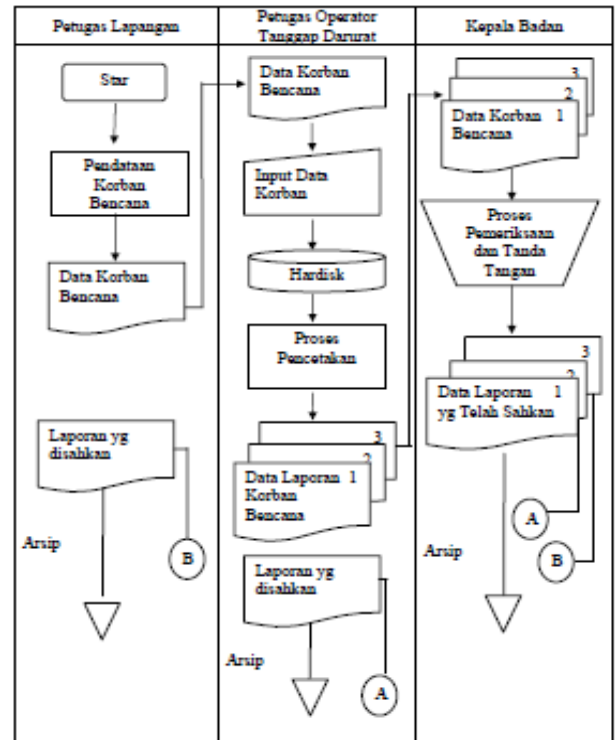 Petugas Lapangan
Petugas Operator
Tanggap Darurat
Kepala Badan
Star
Pendataan
Korban
Bencana
Data Korban
Bencana
Laporan yg
disahkan
Arsip
B
Data Korban
Bencana
Input Data
Korban
Hardisk
Proses
Pencetakan
3
2
Data Laporan 1
Korban
Bencana
Laporan yg
disahkan
Arsip
A
3
2
Data Korban 1
Bencana
Proses
Pemeriksaan
dan Tanda
Tangan
3
2
Data Laporan 1
yg Telah Sahkan
A
Arsip
B